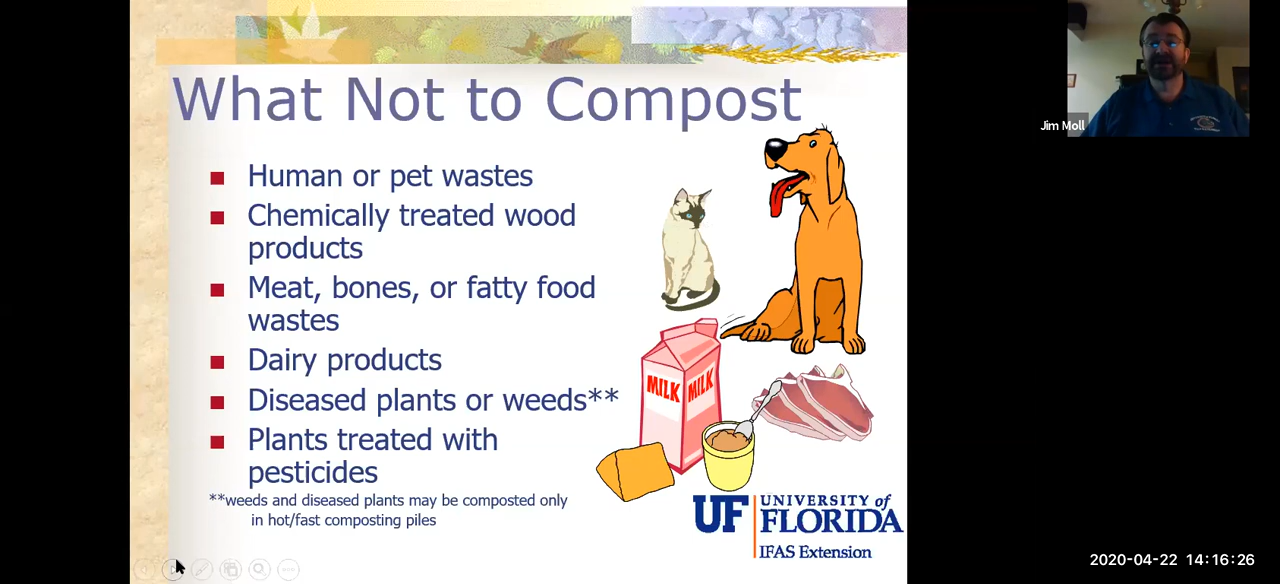 What Not to Compost
Human or pet wastes
Chemically treated wood
products
Meat, bones, or fatty food
wastes
Dairy products
Diseased plants or weeds**
Plants treated with
pesticides
**weeds and diseased plants may be composted only
in hot/fast composting piles
MILK MILK
UF UNIVERSITY of
FLORIDA
IFAS Extension
Jim Moll
2020-04-22 14:16:26